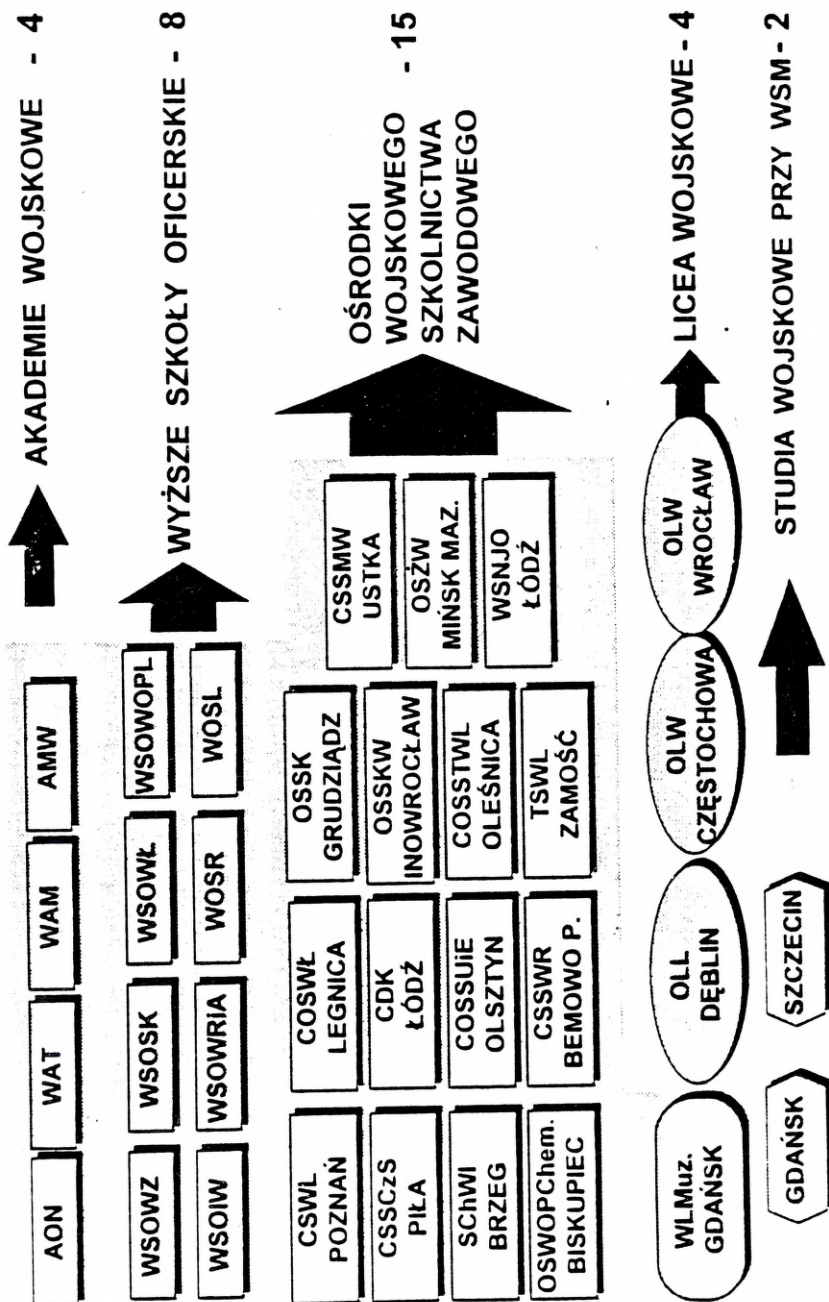 AON
WAT
WAM
AMW
AKADEMIE WOJSKOWE - 4
WSOWZ
WSOSK
WSOWŁ
WSOWOPL
WSOIW
WSOWRIA
WOSR
WOSL
WYŻSZE SZKOŁY OFICERSKIE - 8
CSWL
POZNAŃ
COSWŁ
LEGNICA
OSSK
GRUDZIĄDZ
CSSMW
USTKA
CSSCzS
PIŁA
CDK
ŁÓDŹ
OSSKW
INOWROCŁAW
OSŻW
MIŃSK MAZ.
SChWI
BRZEG
COSSUiE
OLSZTYN
COSSTWL
OLEŚNICA
WSNJO
ŁÓDŹ
OSWOPChem.
BISKUPIEC
CSSWR
BEMOWO P.
TSWL
ZAMOŚĆ
OŚRODKI
WOJSKOWEGO - 15
SZKOLNICTWA
ZAWODOWEGO
WLMuz.
GDAŃSK
OLL
DĘBLIN
OLW
CZĘSTOCHOWA
OLW
WROCŁAW
LICEA WOJSKOWE - 4
GDAŃSK
SZCZECIN
STUDIA WOJSKOWE PRZY WSM - 2